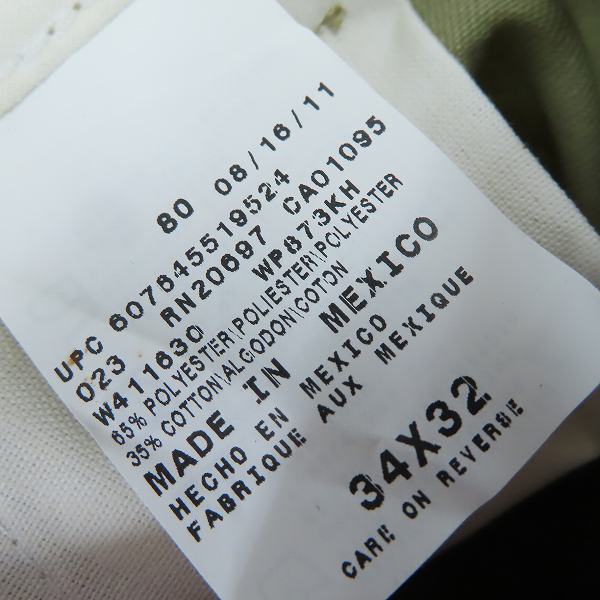 80 08/16/11
UPC 607645519524
023 RN20697 CA01095
W411630 WP873KH
65% POLYESTER\POLIESTER\POLYESTER
35% COTTON\ALGODON\COTON
MADE IN MEXICO
HECHO EN MEXICO
FABRIQUE AUX MEXIQUE
34X32
CARE ON REVERSE